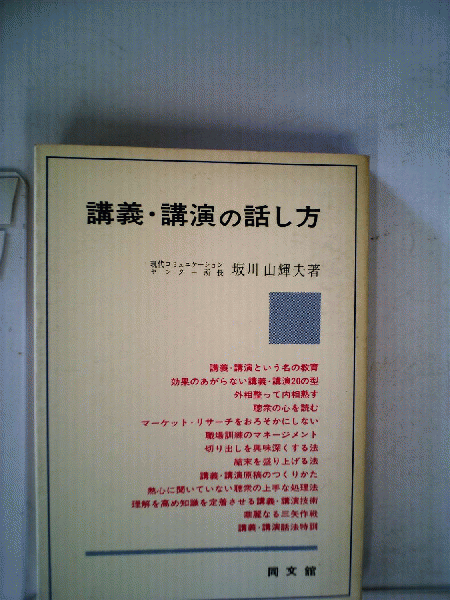 講義・講演の話し方
現代コミュニケーション
センター所長 坂川山輝夫著
講義・講演という名の教育
効果のあがらない講義・講演20の型
外相整って内相熟す
聴衆の心を読む
マーケット・リサーチをおろそかにしない
職場訓練のマネージメント
切り出しを興味深くする法
結末を盛り上げる法
講義・講演原稿のつくりかた
熱心に聞いていない聴衆の上手な処理法
理解を高め知識を定着させる講義・講演技術
華麗なる三矢作戦
講義・講演話法特訓
同文館